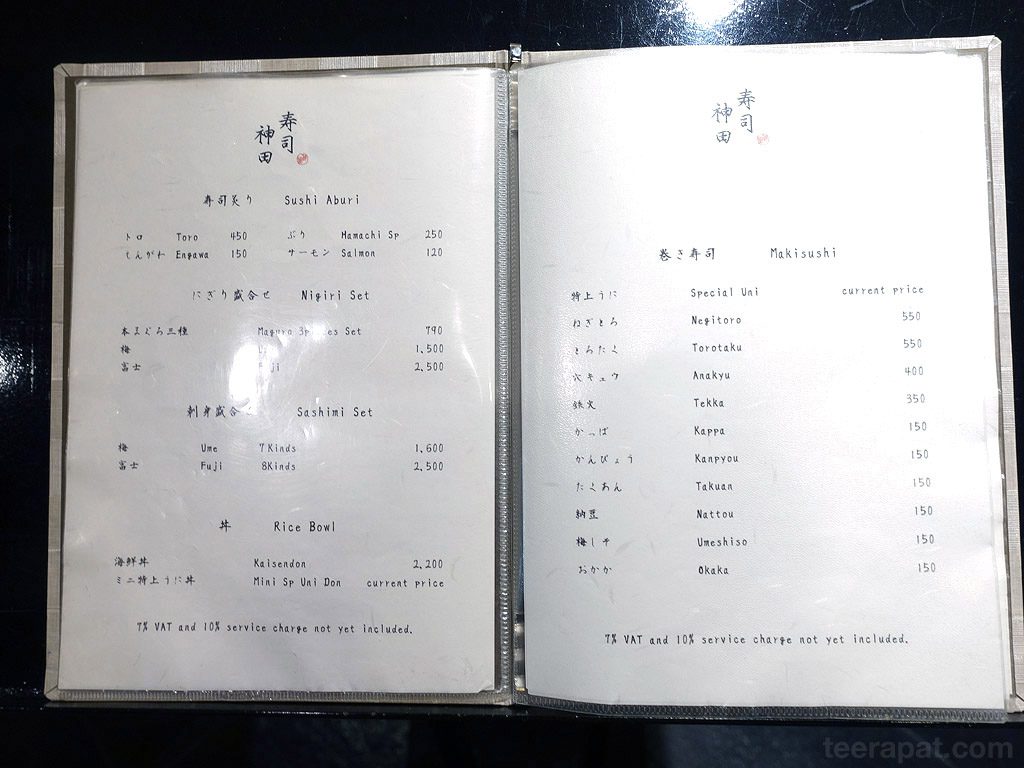 寿司
神田
寿司炙り Sushi Aburi
トロ Toro 450 ぶり Hamachi Sp 250
えんがわ Engawa 150 サーモン Salmon 120
にぎり盛合せ Nigiri Set
本まぐろ三種 Maguro 790
梅 1,500
富士 2,500
刺身盛合 Sashimi Set
梅 Ume 7Kinds 1,600
富士 Fuji 8Kinds 2,500
丼 Rice Bowl
海鮮丼 Kaisendon 2,200
ミニ特上うに丼 Mini Sp Uni Don current price
7% VAT and 10% service charge not yet included.
寿司
神田
巻き寿司 Makisushi
特上うに Special Uni current price
ねぎとろ Negitoro 550
とろたく Torotaku 550
穴キュウ Anakyu 400
鉄火 Tekka 350
かっぱ Kappa 150
かんぴょう Kanpyou 150
たくあん Takuan 150
納豆 Nattou 150
梅しそ Umeshiso 150
おかか Okaka 150
7% VAT and 10% service charge not yet included.
teerapat.com